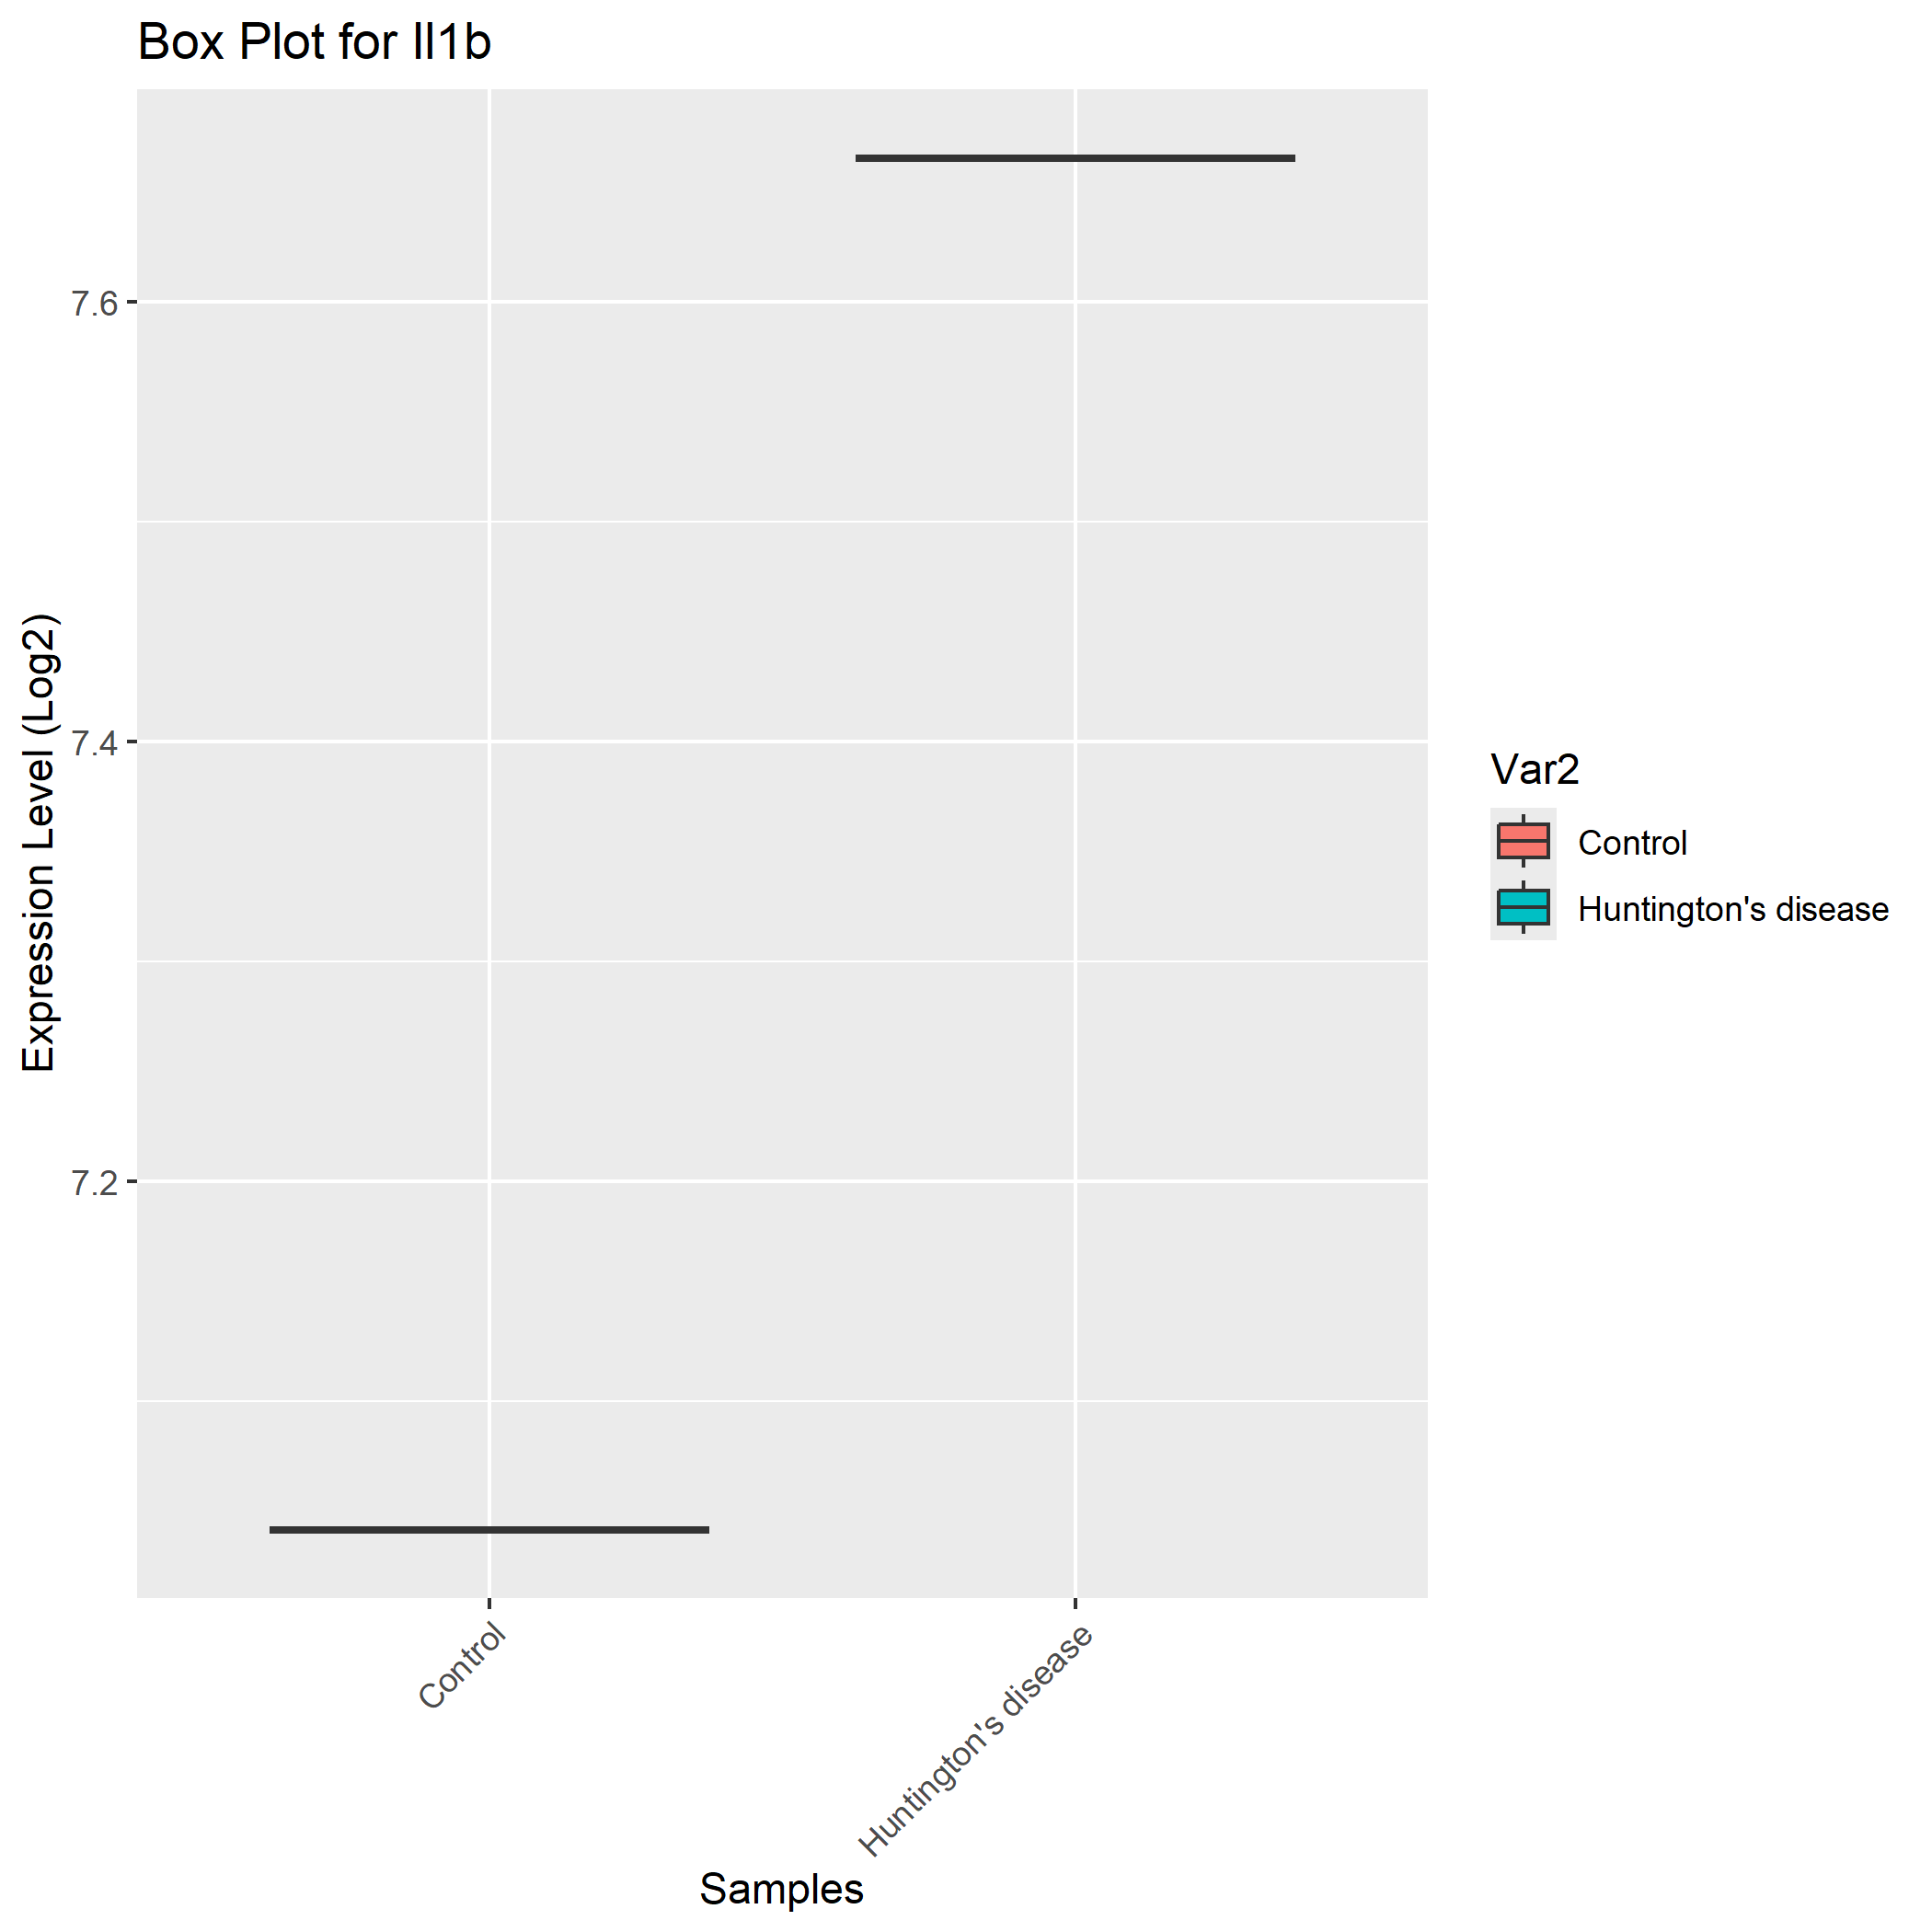 Box Plot for Il1b
Expression Level (Log2)
7.6
7.4
7.2
Control
Huntington's disease
Samples
Var2
Control
Huntington's disease